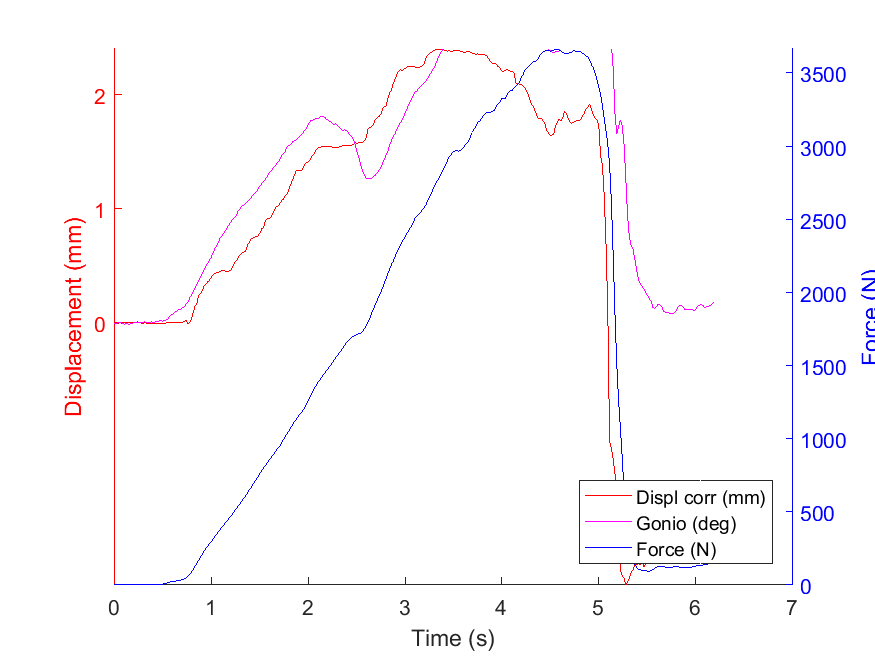 2
1
0
Displacement (mm)
3500
3000
2500
2000
1500
1000
500
0
Force (N)
Displ corr (mm)
Gonio (deg)
Force (N)
0 1 2 3 4 5 6 7
Time (s)